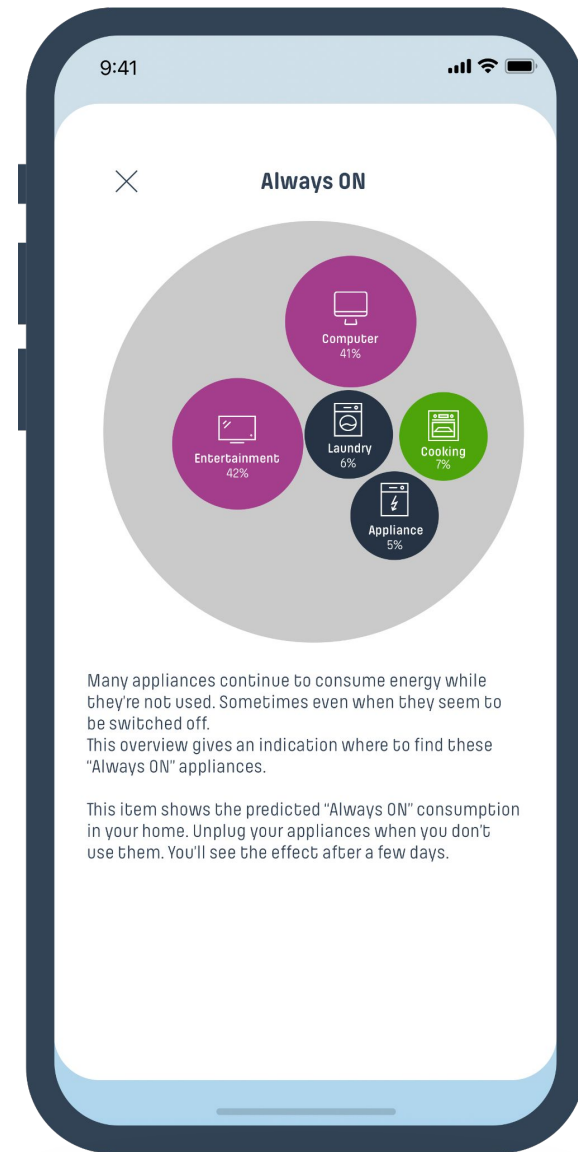 9:41
Always ON
Computer
41%
Entertainment
42%
Laundry
6%
Cooking
7%
Appliance
5%
Many appliances continue to consume energy while
they're not used. Sometimes even when they seem to
be switched off.
This overview gives an indication where to find these
“Always ON” appliances.
This item shows the predicted “Always ON” consumption
in your home. Unplug your appliances when you don't
use them. You'll see the effect after a few days.